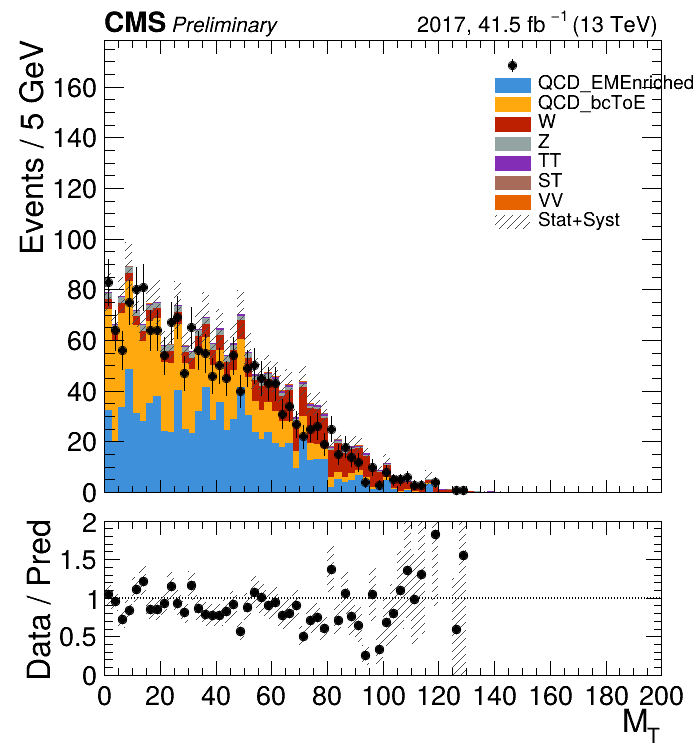 CMS Preliminary 2017, 41.5 fb⁻¹ (13 TeV)
Events / 5 GeV
160
140
120
100
80
60
40
20
0
QCD_EMEnriched
QCD_bcToE
W
Z
TT
ST
VV
Stat+Syst
Data / Pred
2
1.5
1
0.5
0
0 20 40 60 80 100 120 140 160 180 200
M_T